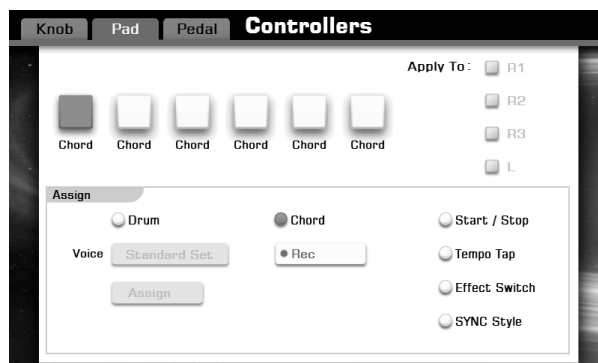 Knob Pad Pedal Controllers
Apply To: R1
R2
R3
L
Chord Chord Chord Chord Chord Chord
Assign
Drum Chord Start / Stop
Voice Standard Set Rec Tempo Tap
Assign Effect Switch
SYNC Style